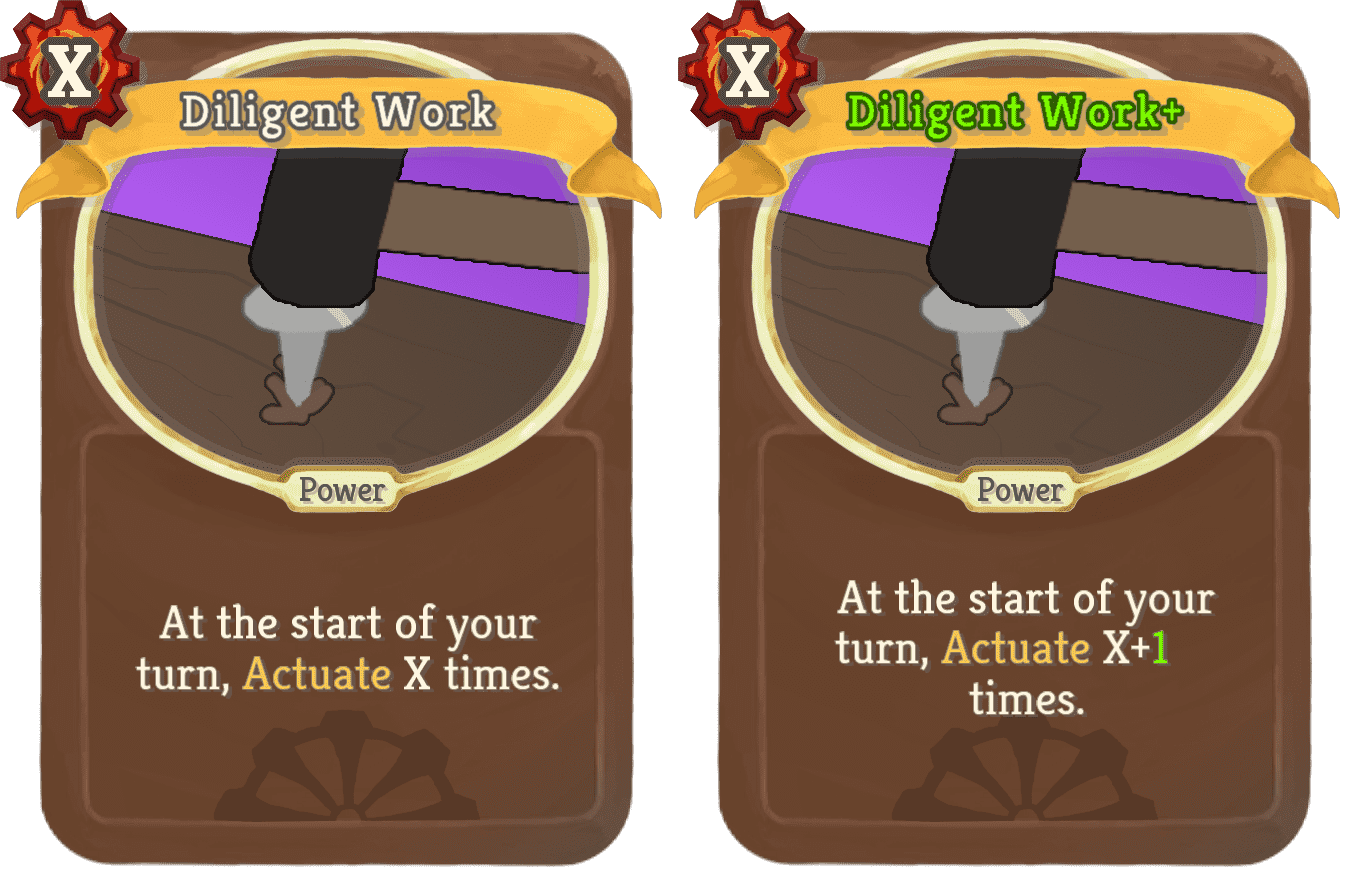 X
Diligent Work
Power
At the start of your
turn, Actuate X times.
X
Diligent Work+
Power
At the start of your
turn, Actuate X+1
times.